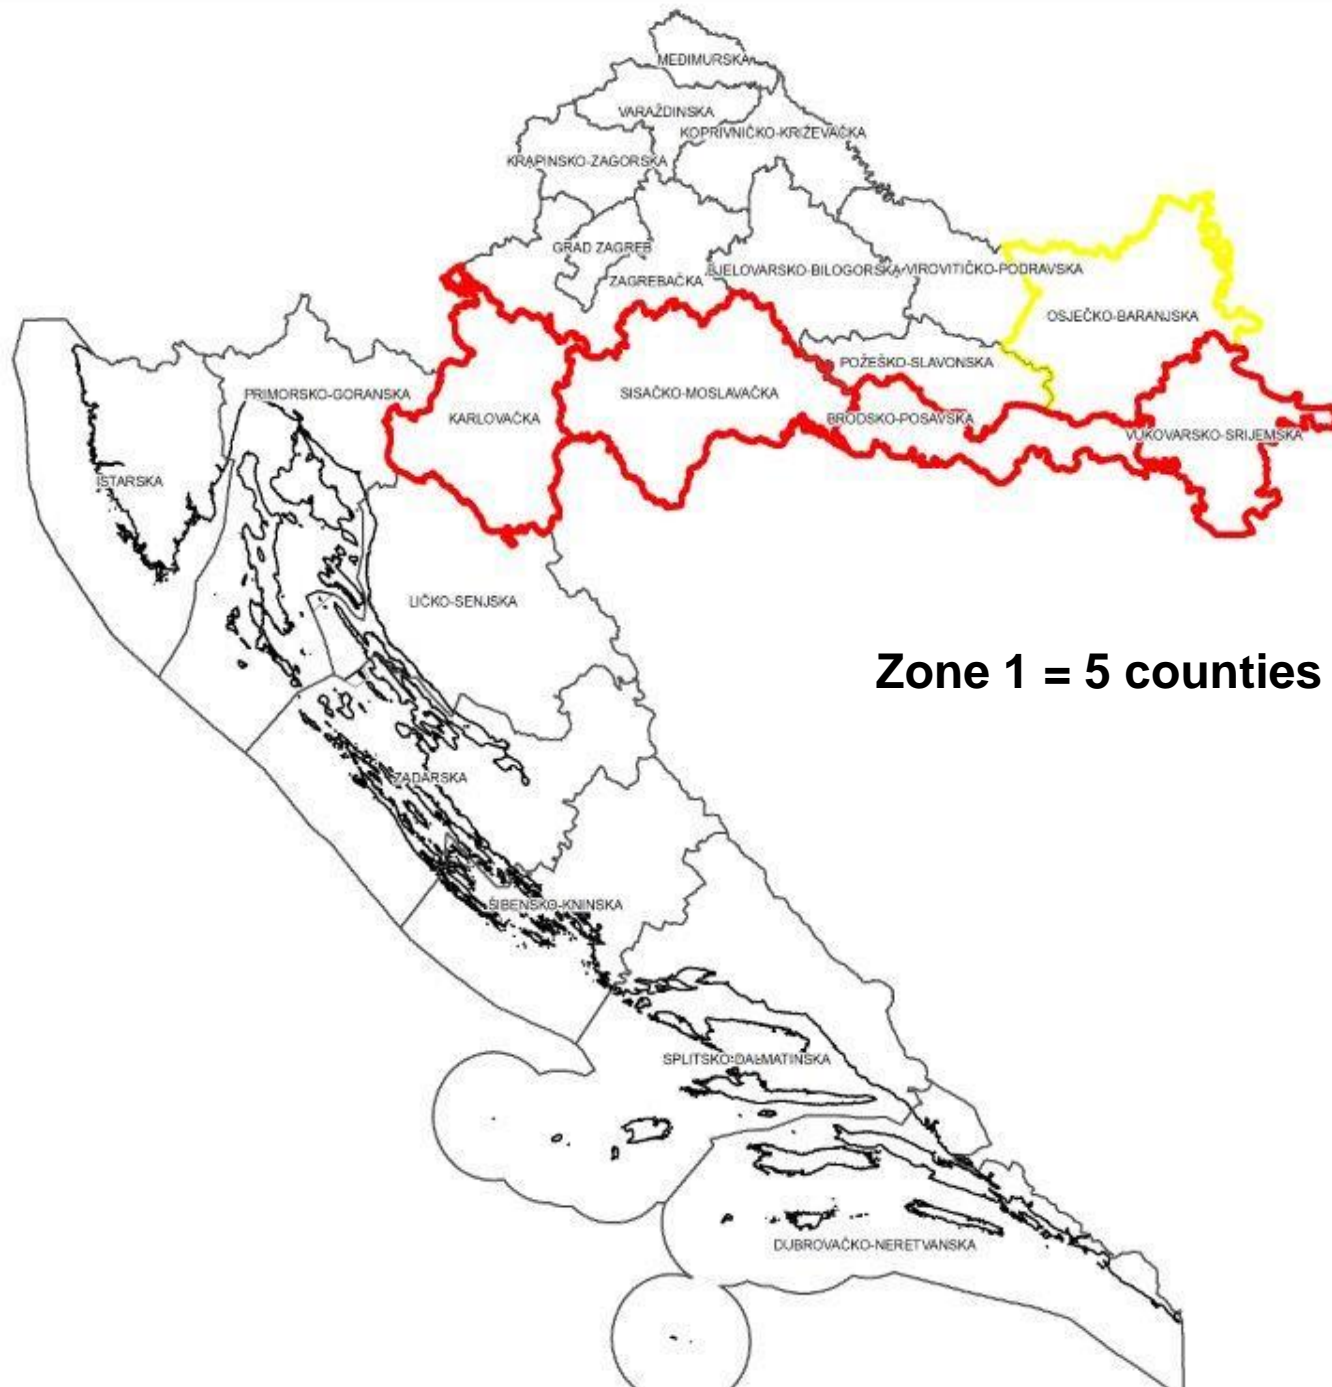 MEĐIMURSKA
VARAŽDINSKA
KOPRIVNIČKO-KRIŽEVAČKA
KRAPINSKO-ZAGORSKA
GRAD ZAGREB
ZAGREBAČKA
BJELOVARSKO-BILOGORSKA
VIROVITIČKO-PODRAVSKA
OSJEČKO-BARANJSKA
POŽEŠKO-SLAVONSKA
PRIMORSKO-GORANSKA
KARLOVAČKA
SISAČKO-MOSLAVAČKA
BRODSKO-POSAVSKA
VUKOVARSKO-SRIJEMSKA
ISTARSKA
LIČKO-SENJSKA
Zone 1 = 5 counties
ZADARSKA
ŠIBENSKO-KNINSKA
SPLITSKO-DALMATINSKA
DUBROVAČKO-NERETVANSKA